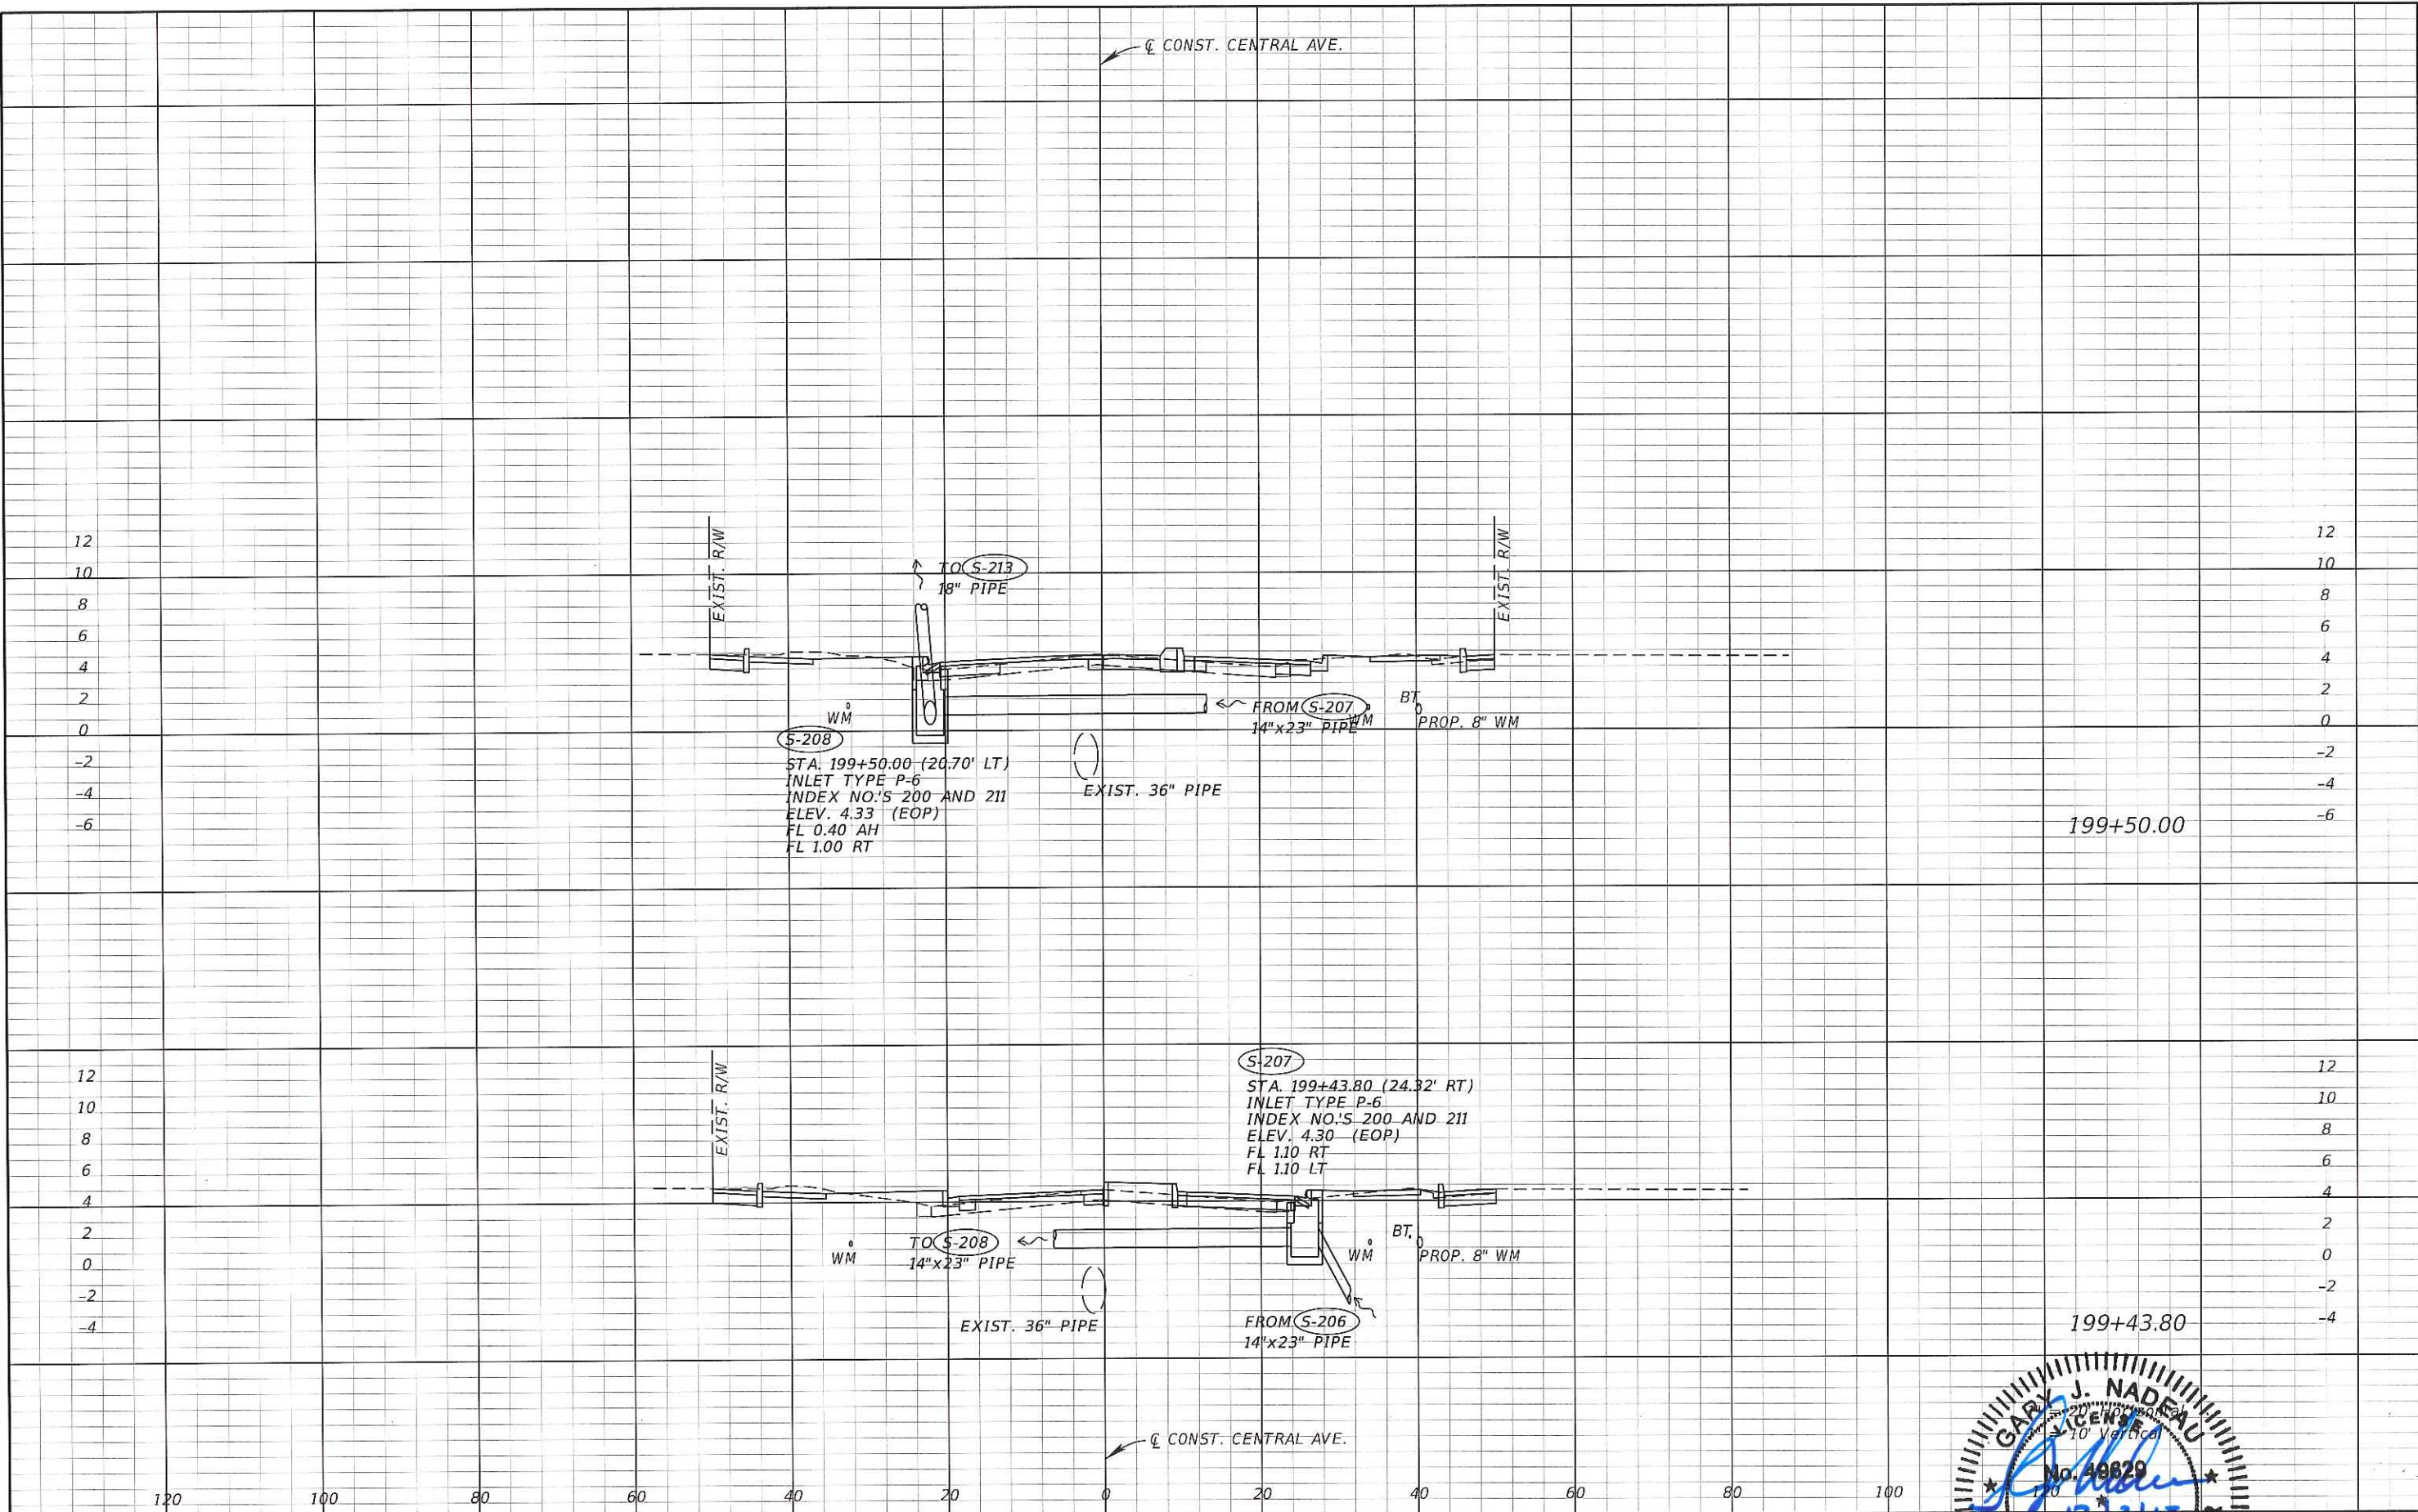 ℄ CONST. CENTRAL AVE.
EXIST. R/W
EXIST. R/W
12
10
8
6
4
2
0
-2
-4
-6
TO S-213
18" PIPE
WM
S-208
STA. 199+50.00 (20.70' LT)
INLET TYPE P-6
INDEX NO.'S 200 AND 211
ELEV. 4.33 (EOP)
FL 0.40 AH
FL 1.00 RT
FROM S-207
14"x23" PIPE
WM
BT
PROP. 8" WM
EXIST. 36" PIPE
12
10
8
6
4
2
0
-2
-4
-6
199+50.00
12
10
8
6
4
2
0
-2
-4
EXIST. R/W
S-207
STA. 199+43.80 (24.32' RT)
INLET TYPE P-6
INDEX NO.'S 200 AND 211
ELEV. 4.30 (EOP)
FL 1.10 RT
FL 1.10 LT
WM
TO S-208
14"x23" PIPE
EXIST. 36" PIPE
WM
BT
PROP. 8" WM
FROM S-206
14"x23" PIPE
12
10
8
6
4
2
0
-2
-4
199+43.80
℄ CONST. CENTRAL AVE.
GARY J. NADEAU
LICENSE
= 20' Horizontal
= 10' Vertical
No. 49629
120 100 80 60 40 20 0 20 40 60 80 100 120